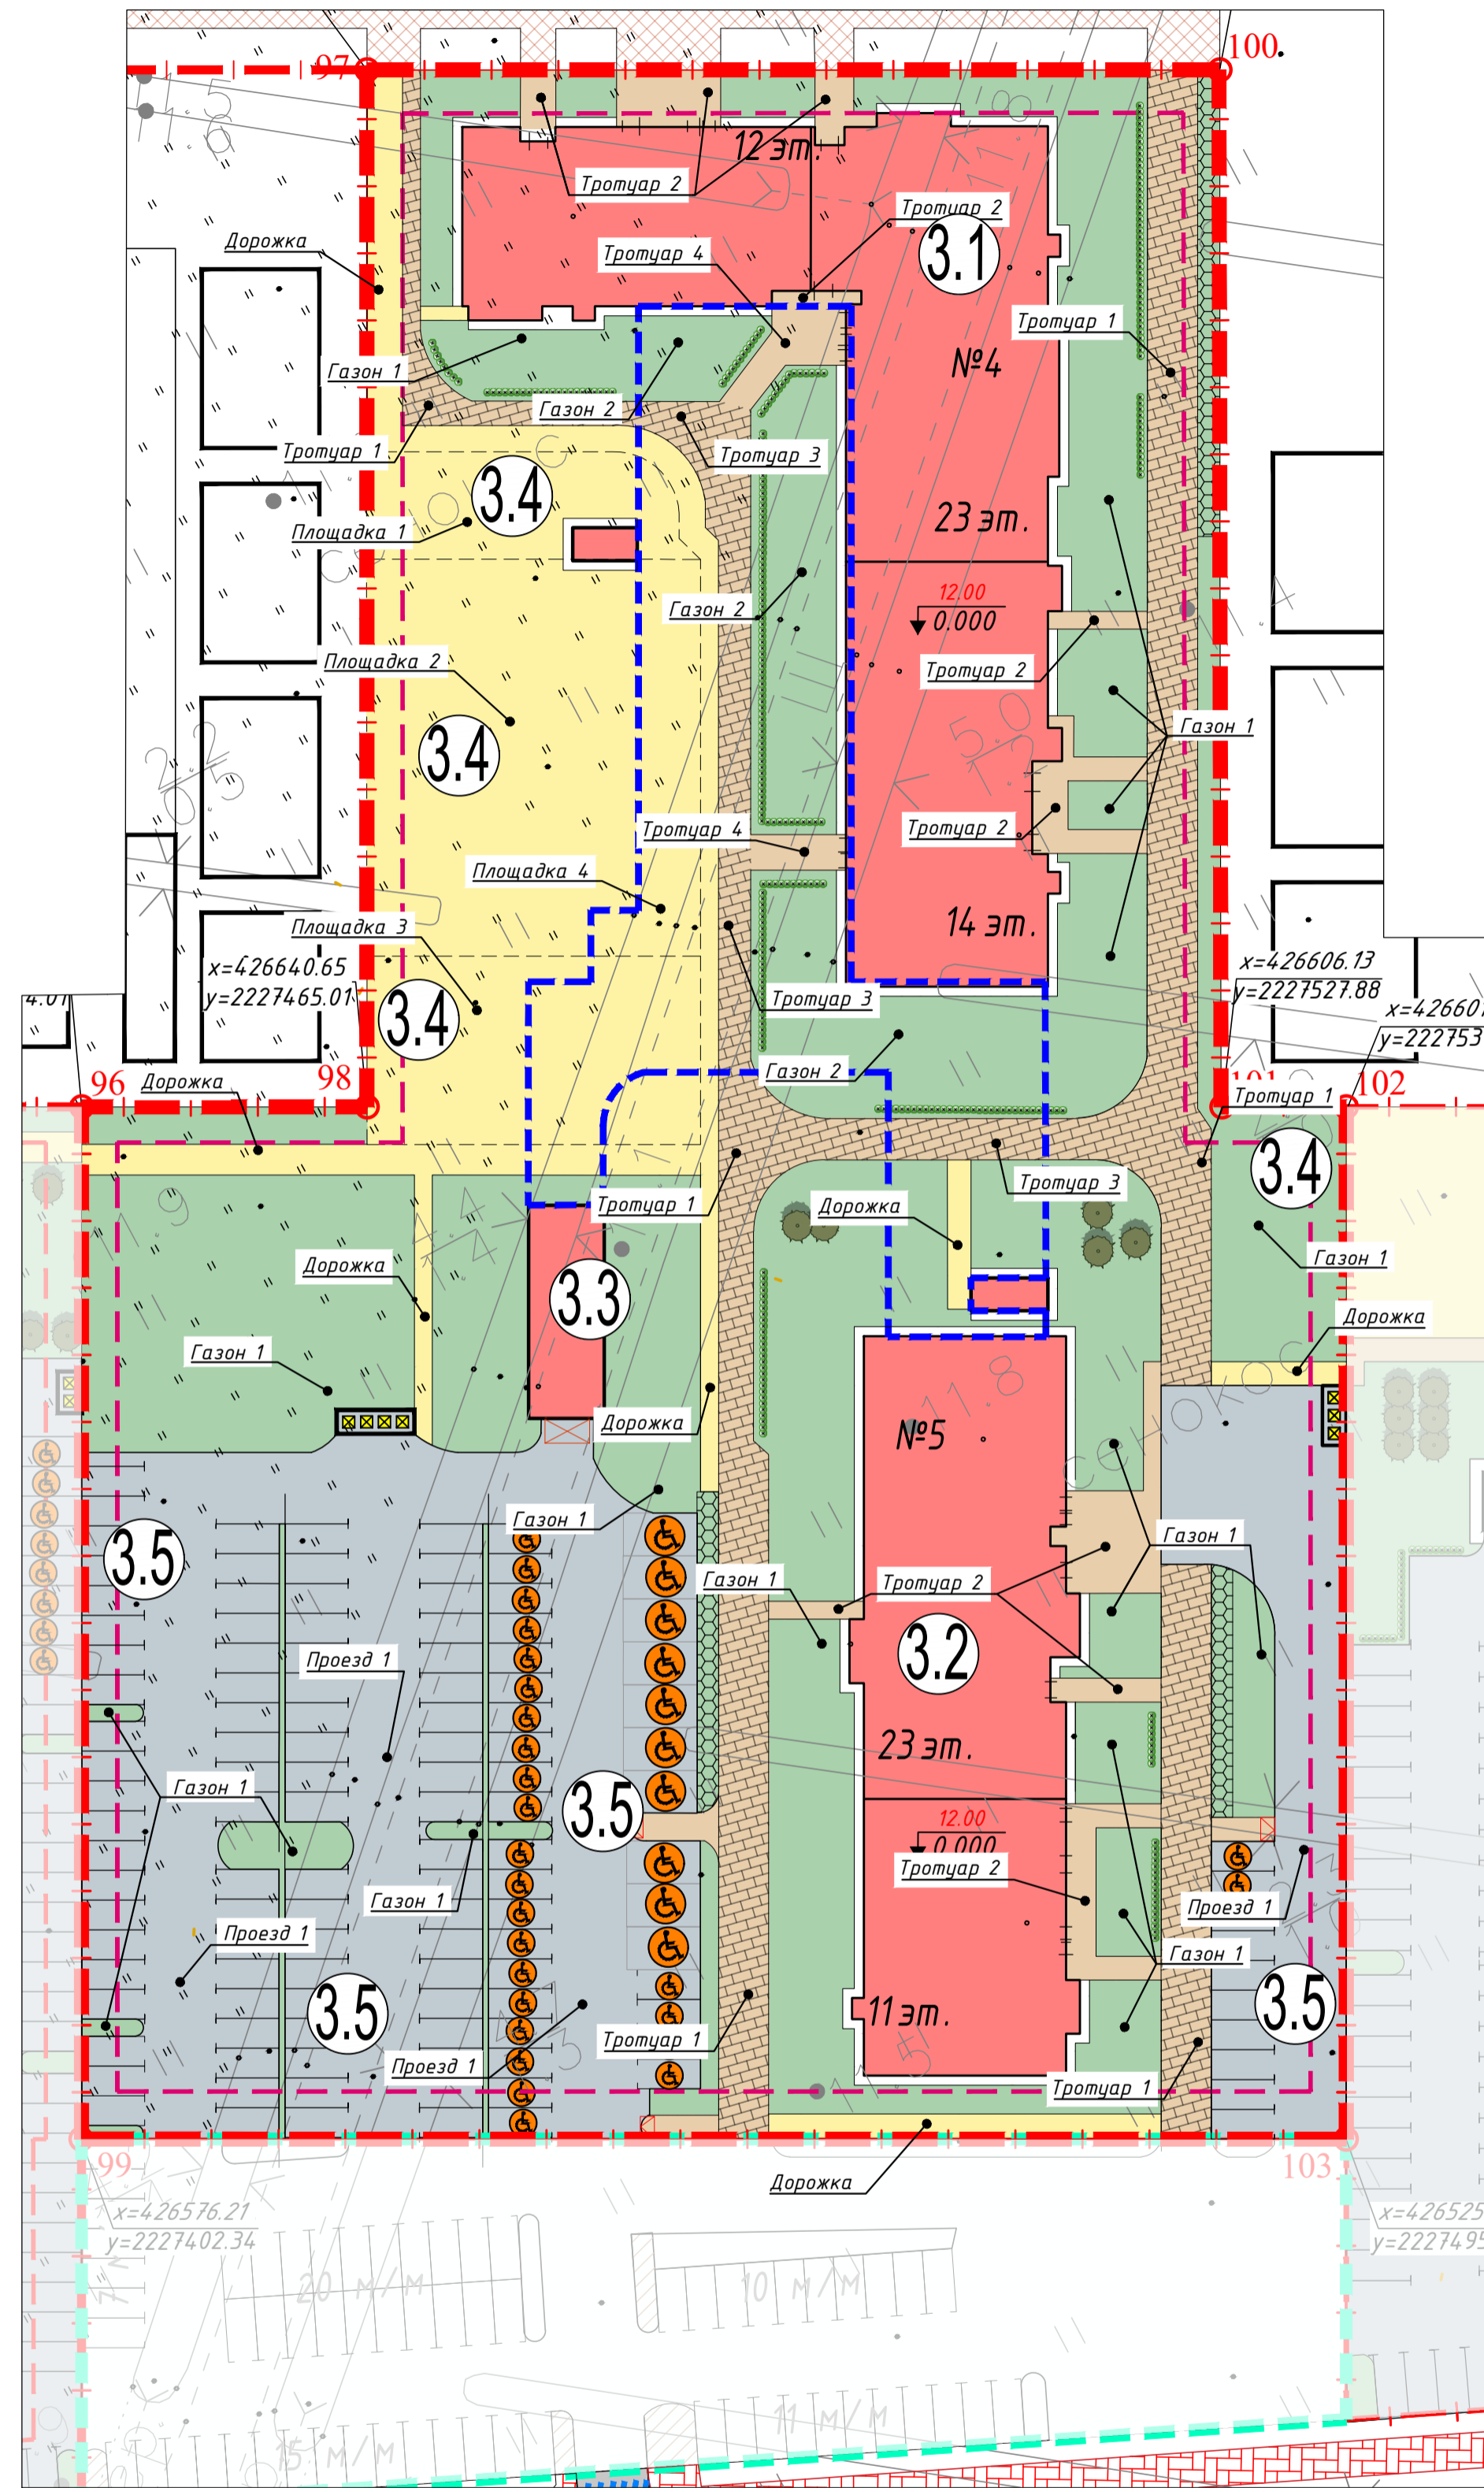 97
100
12 эт.
Тротуар 2
Тротуар 2
Дорожка
Тротуар 4
3.1
Тротуар 1
№4
Газон 1
Газон 2
Тротуар 1
Тротуар 3
3.4
Площадка 1
23 эт.
12.00
0.000
Газон 2
Площадка 2
Тротуар 2
Газон 1
3.4
Тротуар 4
Тротуар 2
Площадка 4
Площадка 3
14 эт.
x=426640.65
y=2227465.01
x=426606.13
y=2227527.88
Тротуар 3
3.4
96
98
Дорожка
Газон 2
101
102
Тротуар 1
3.4
Тротуар 3
Тротуар 1
Дорожка
Газон 1
Дорожка
3.3
Дорожка
Газон 1
Дорожка
№5
Газон 1
Газон 1
3.5
Газон 1
Тротуар 2
3.2
Проезд 1
23 эт.
Газон 1
3.5
12.00
0.000
Тротуар 2
Газон 1
Проезд 1
Проезд 1
Газон 1
3.5
11 эт.
3.5
Тротуар 1
Проезд 1
Тротуар 1
99
103
Дорожка
x=426576.21
y=2227402.34
20 м/м
10 м/м
11 м/м
15 м/м